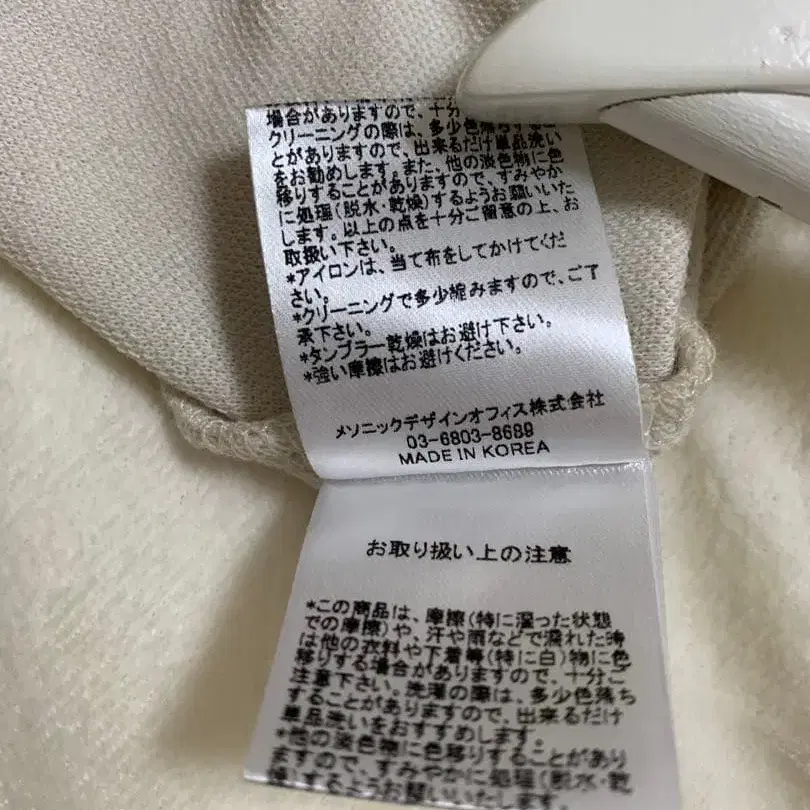 場合がありますので、十分
クリーニングの際は、多少色落ちするこ
とがありますので、出来るだけ単品洗い
をお勧めします。また、他の淡色物に色
移りすることがありますので、すみやか
に処理(脱水・乾燥)するようお願いいた
します。以上の点を十分ご留意の上、お
取扱い下さい。
*アイロンは、当て布をしてかけてくだ
さい。
*クリーニングで多少縮みますので、ご了
承下さい。
*タンブラー乾燥はお避け下さい。
*強い摩擦はお避けください。
メソニックデザインオフィス株式会社
03-6803-8689
MADE IN KOREA
お取り扱い上の注意
*この商品は、摩擦(特に湿った状態
での摩擦)や、汗や雨などで濡れた時
は他の衣料や下着等(特に白)物に色
移りする場合がありますので、十分ご
注意下さい。洗濯の際は、多少色落ち
することがありますので、出来るだけ
単品洗いをおすすめします。
*他の淡色物に色移りすることがあり
ますので、すみやかに処理(脱水・乾
燥)するようお願いいたします。